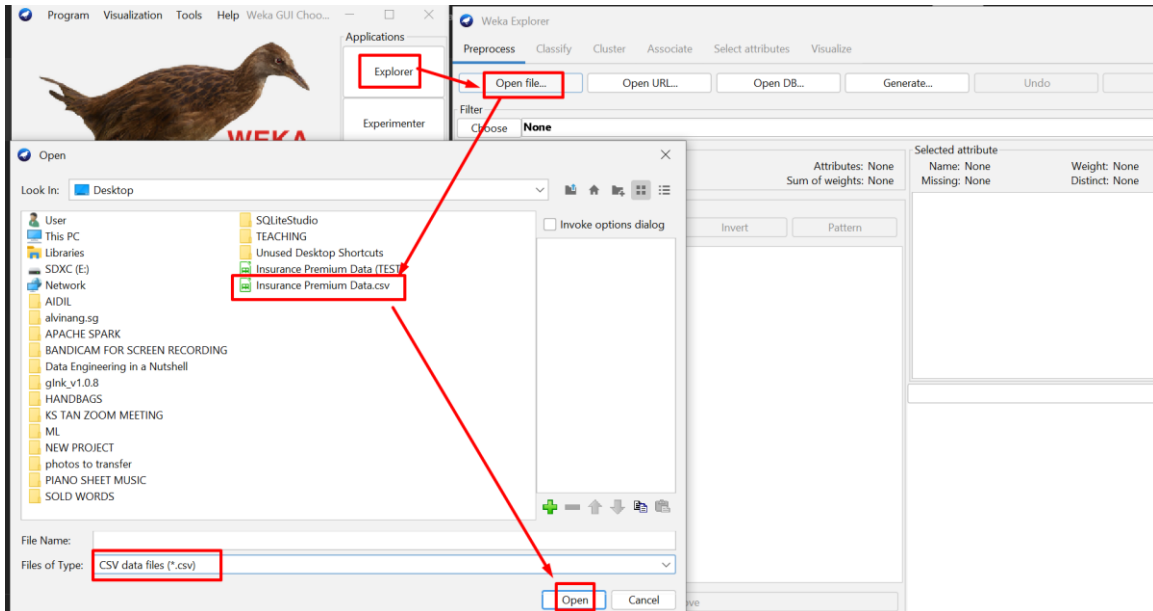 Program Visualization Tools Help Weka GUI Choo...
Applications
Explorer
Experimenter
WEKA
Weka Explorer
Preprocess Classify Cluster Associate Select attributes Visualize
Open file... Open URL... Open DB... Generate... Undo
Filter
Choose None
Attributes: None
Sum of weights: None
Selected attribute
Name: None Weight: None
Missing: None Distinct: None
Invert Pattern
Open
Look In: Desktop
User
This PC
Libraries
SDXC (E:)
Network
AIDIL
alvinang.sg
APACHE SPARK
BANDICAM FOR SCREEN RECORDING
Data Engineering in a Nutshell
gInk_v1.0.8
HANDBAGS
KS TAN ZOOM MEETING
ML
NEW PROJECT
photos to transfer
PIANO SHEET MUSIC
SOLD WORDS
SQLiteStudio
TEACHING
Unused Desktop Shortcuts
Insurance Premium Data (TEST
Insurance Premium Data.csv
Invoke options dialog
File Name:
Files of Type: CSV data files (*.csv)
Open Cancel